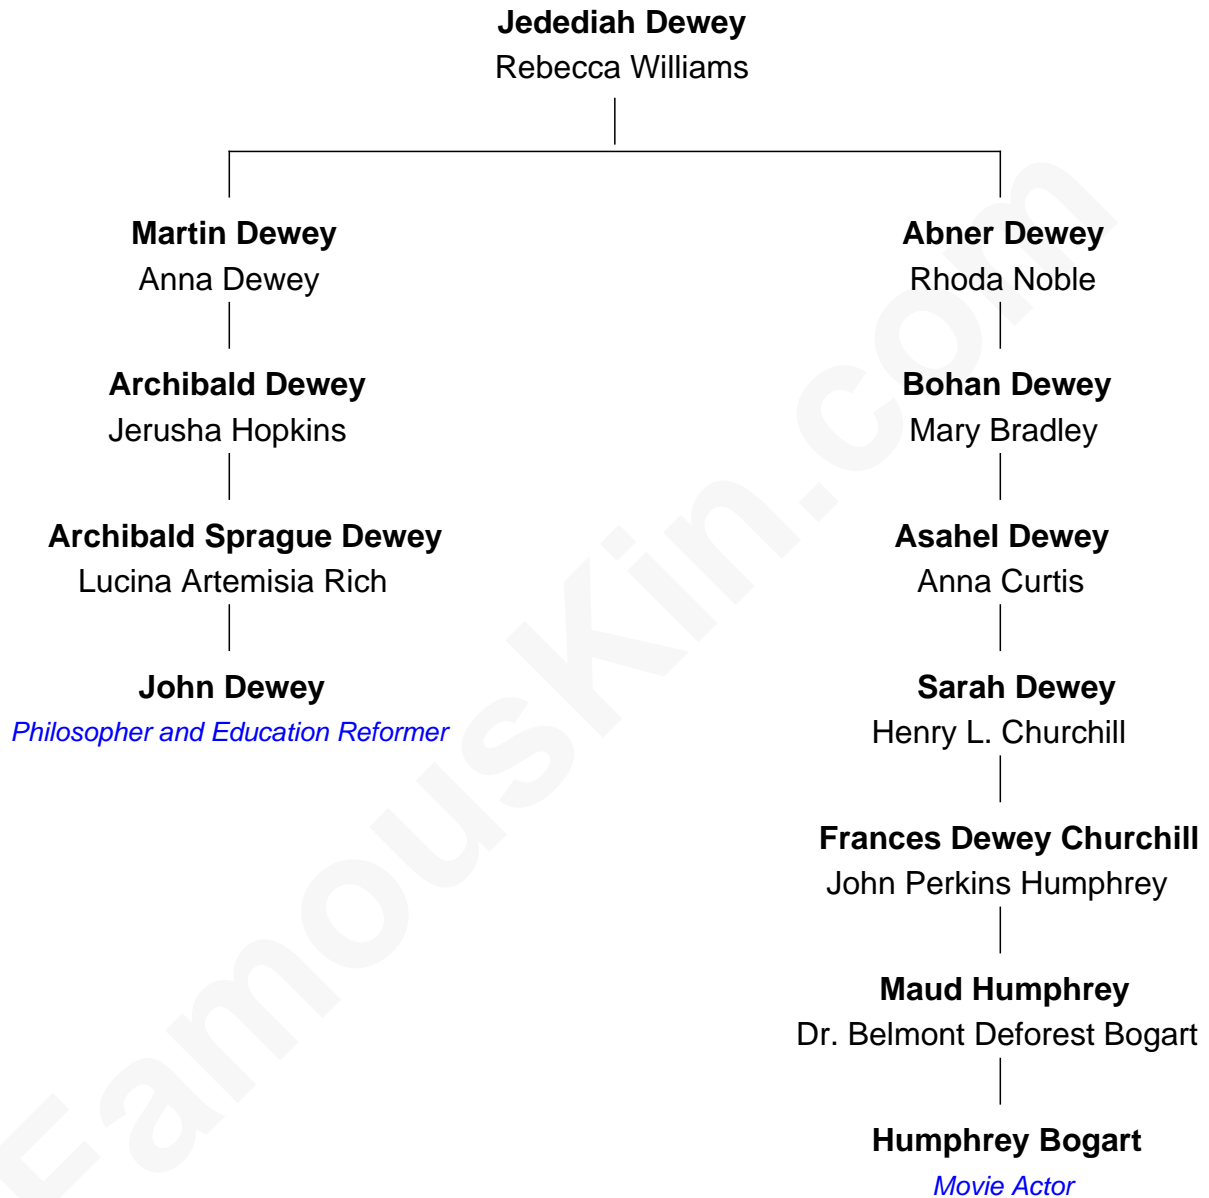 Jedediah Dewey
Rebecca Williams
Martin Dewey
Anna Dewey
Archibald Dewey
Jerusha Hopkins
Archibald Sprague Dewey
Lucina Artemisia Rich
John Dewey
Philosopher and Education Reformer
Abner Dewey
Rhoda Noble
Bohan Dewey
Mary Bradley
Asahel Dewey
Anna Curtis
Sarah Dewey
Henry L. Churchill
Frances Dewey Churchill
John Perkins Humphrey
Maud Humphrey
Dr. Belmont Deforest Bogart
Humphrey Bogart
Movie Actor
FamousKin.com